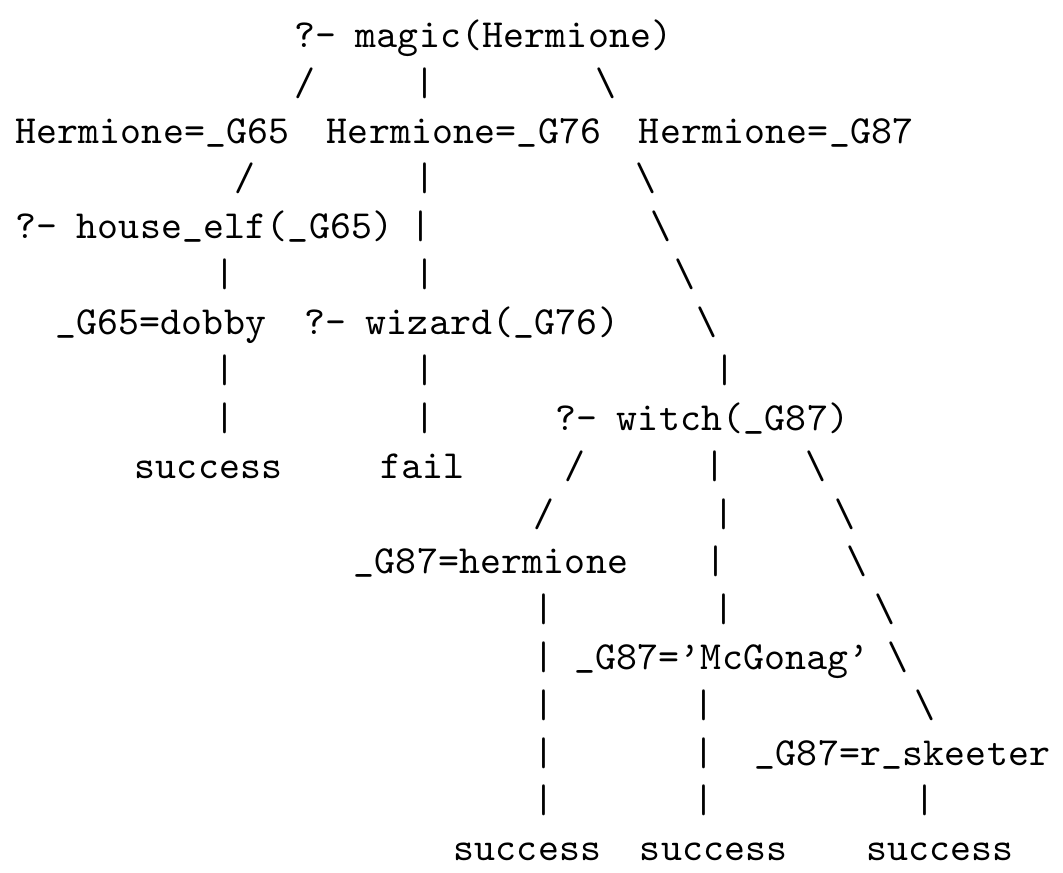 ?- magic(Hermione)
/ | \
Hermione=_G65 Hermione=_G76 Hermione=_G87
/ | \
?- house_elf(_G65) | \
| | \
_G65=dobby ?- wizard(_G76) \
| | |
| | ?- witch(_G87)
success fail / | \
/ | \
_G87=hermione | \
| | \
| _G87='McGonag' \
| | \
| | _G87=r_skeeter
| | |
success success success